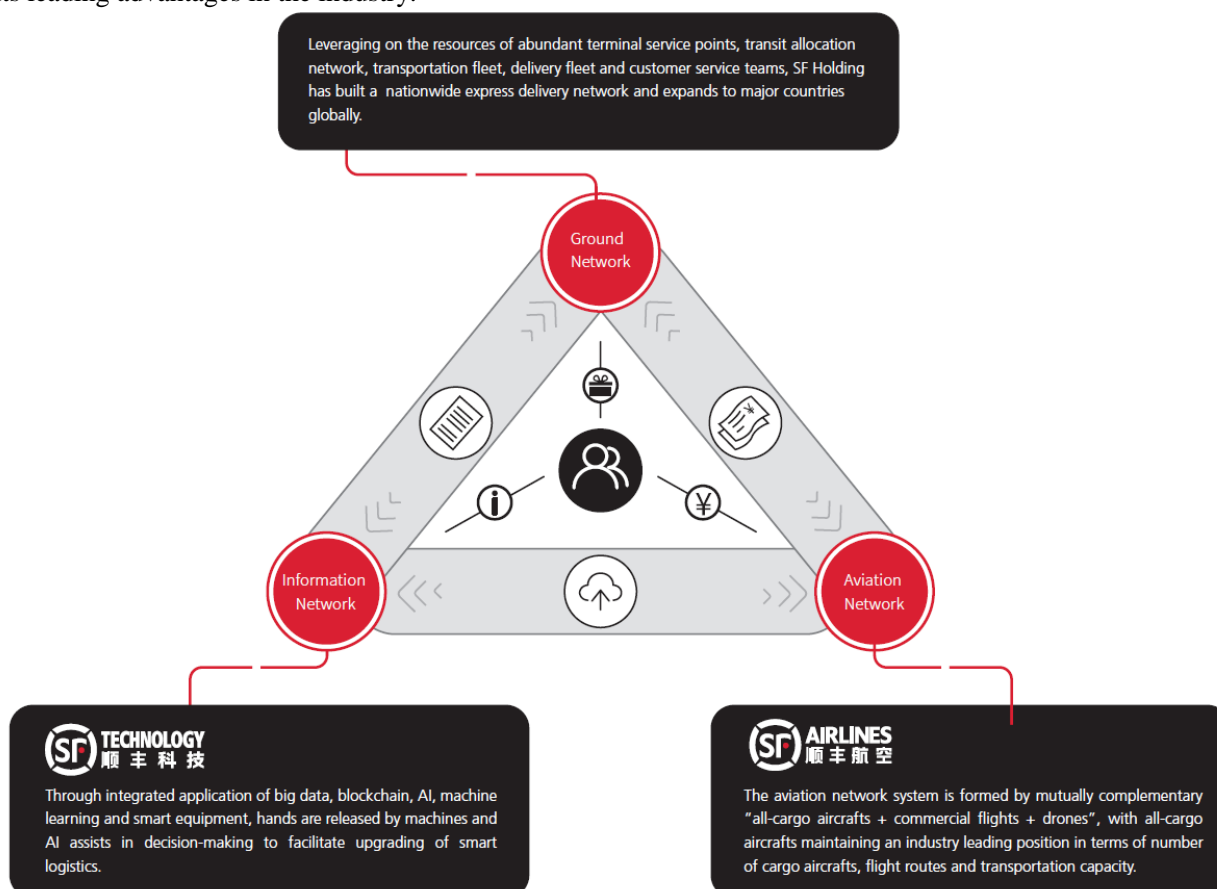 its leading advantages in the industry.
Leveraging on the resources of abundant terminal service points, transit allocation
network, transportation fleet, delivery fleet and customer service teams, SF Holding
has built a nationwide express delivery network and expands to major countries
globally.
Ground
Network
i
¥
Information
Network
Aviation
Network
SF TECHNOLOGY
顺丰科技
Through integrated application of big data, blockchain, AI, machine
learning and smart equipment, hands are released by machines and
AI assists in decision-making to facilitate upgrading of smart
logistics.
SF AIRLINES
顺丰航空
The aviation network system is formed by mutually complementary
“all-cargo aircrafts + commercial flights + drones”, with all-cargo
aircrafts maintaining an industry leading position in terms of number
of cargo aircrafts, flight routes and transportation capacity.